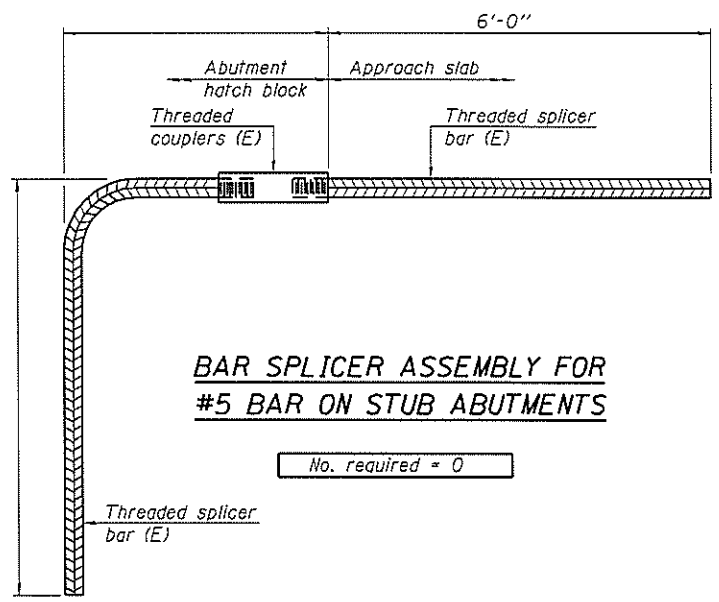 6'-0"
Abutment
hatch block
Approach slab
Threaded
couplers (E)
Threaded splicer
bar (E)
BAR SPLICER ASSEMBLY FOR
#5 BAR ON STUB ABUTMENTS
No. required = 0
Threaded splicer
bar (E)